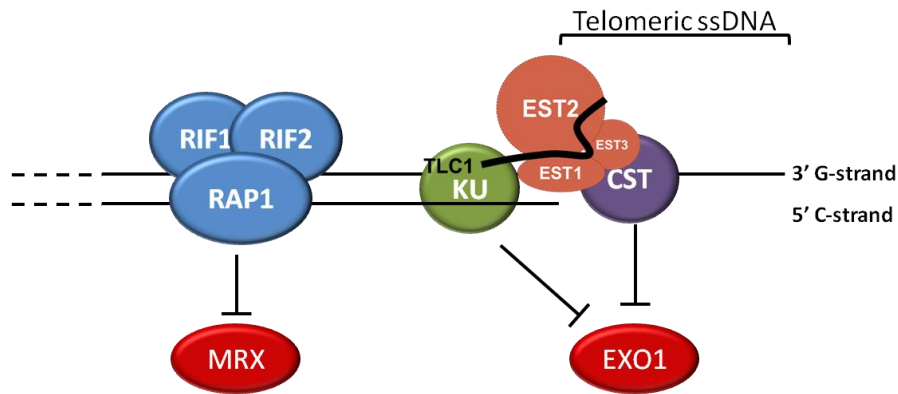 Telomeric ssDNA
EST2
RIF1
RIF2
EST3
TLC1
EST1
3’ G-strand
KU
CST
RAP1
5’ C-strand
MRX
EXO1